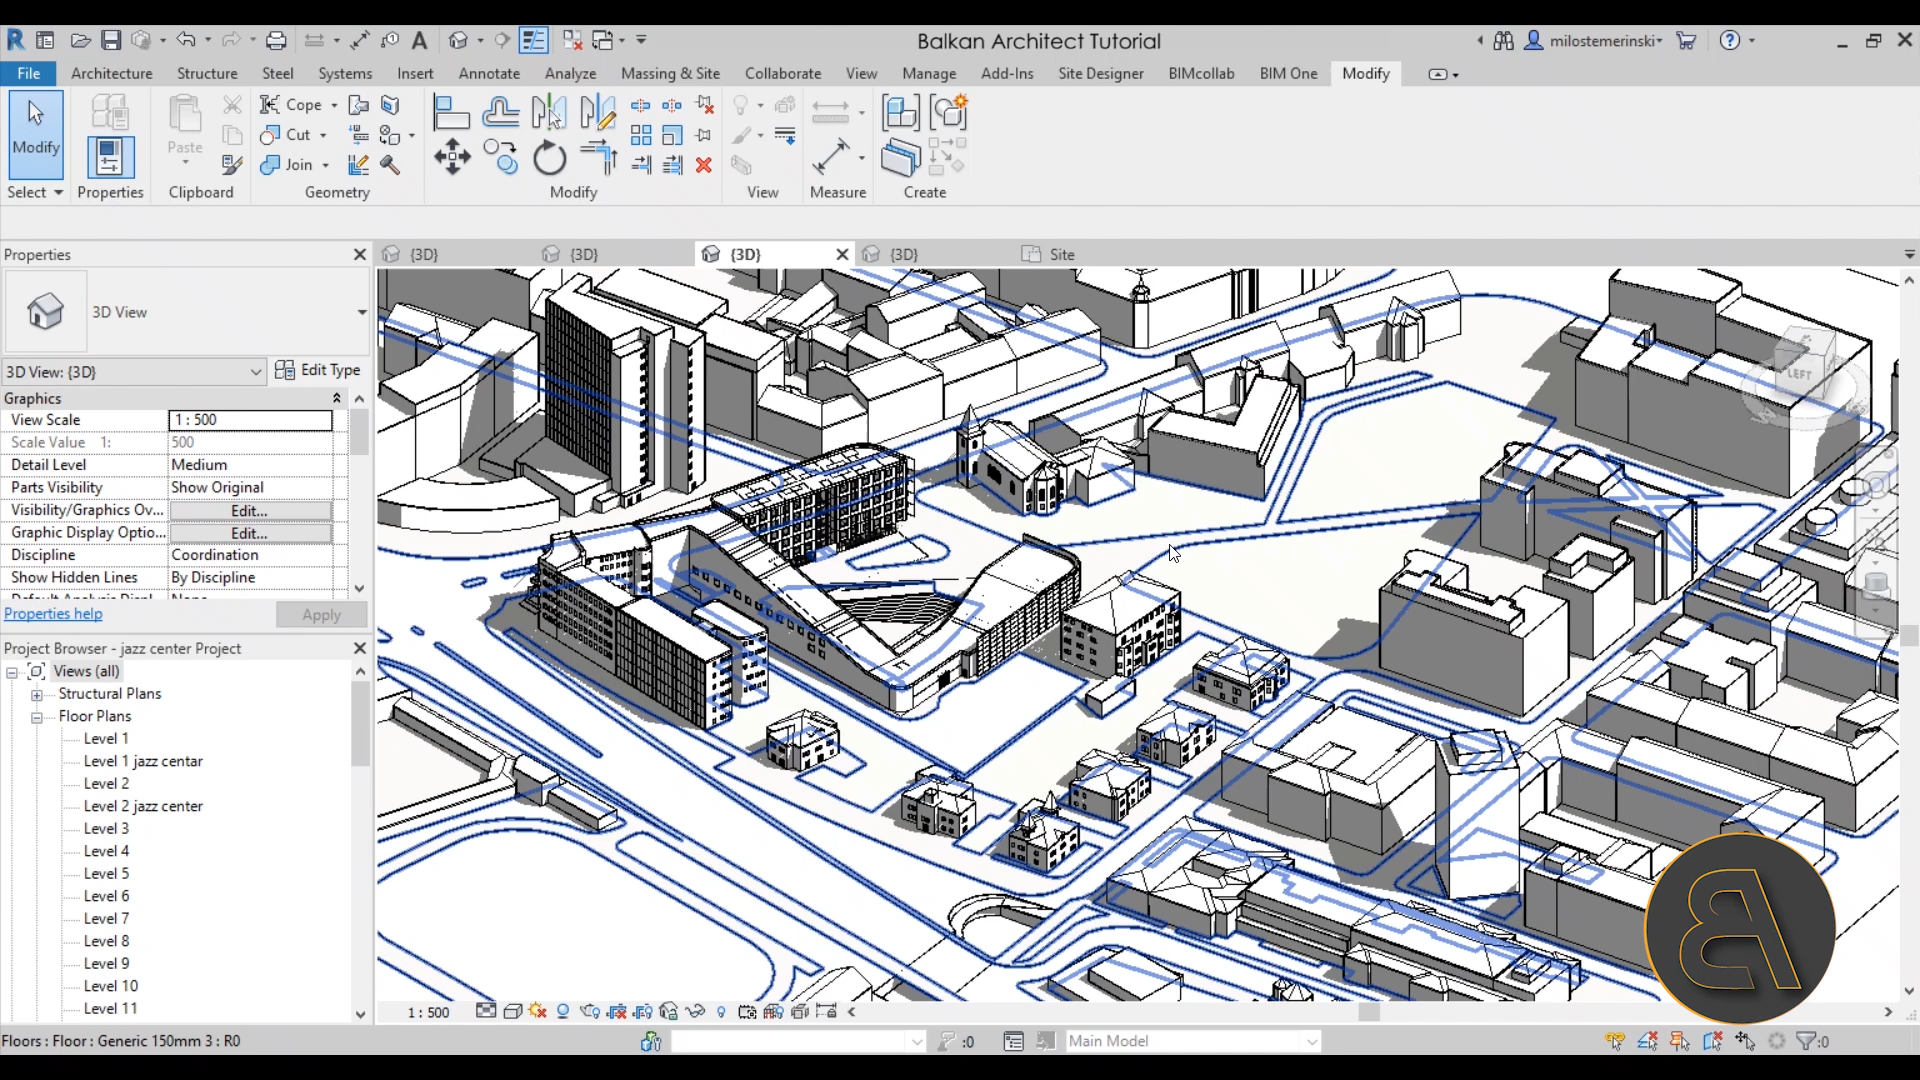 Balkan Architect Tutorial
milostemerinski
File Architecture Structure Steel Systems Insert Annotate Analyze Massing & Site Collaborate View Manage Add-Ins Site Designer BIMcollab BIM One Modify
Modify
Paste
Cope
Cut
Join
Select Properties Clipboard Geometry Modify View Measure Create
Properties
{3D} {3D} {3D} {3D} Site
3D View
3D View: {3D} Edit Type
Graphics
View Scale 1 : 500
Scale Value 1: 500
Detail Level Medium
Parts Visibility Show Original
Visibility/Graphics Ov... Edit...
Graphic Display Optio... Edit...
Discipline Coordination
Show Hidden Lines By Discipline
Properties help Apply
Project Browser - jazz center Project
Views (all)
Structural Plans
Floor Plans
Level 1
Level 1 jazz centar
Level 2
Level 2 jazz center
Level 3
Level 4
Level 5
Level 6
Level 7
Level 8
Level 9
Level 10
Level 11
LEFT
1 : 500
Floors : Floor : Generic 150mm 3 : R0
:0
Main Model
:0